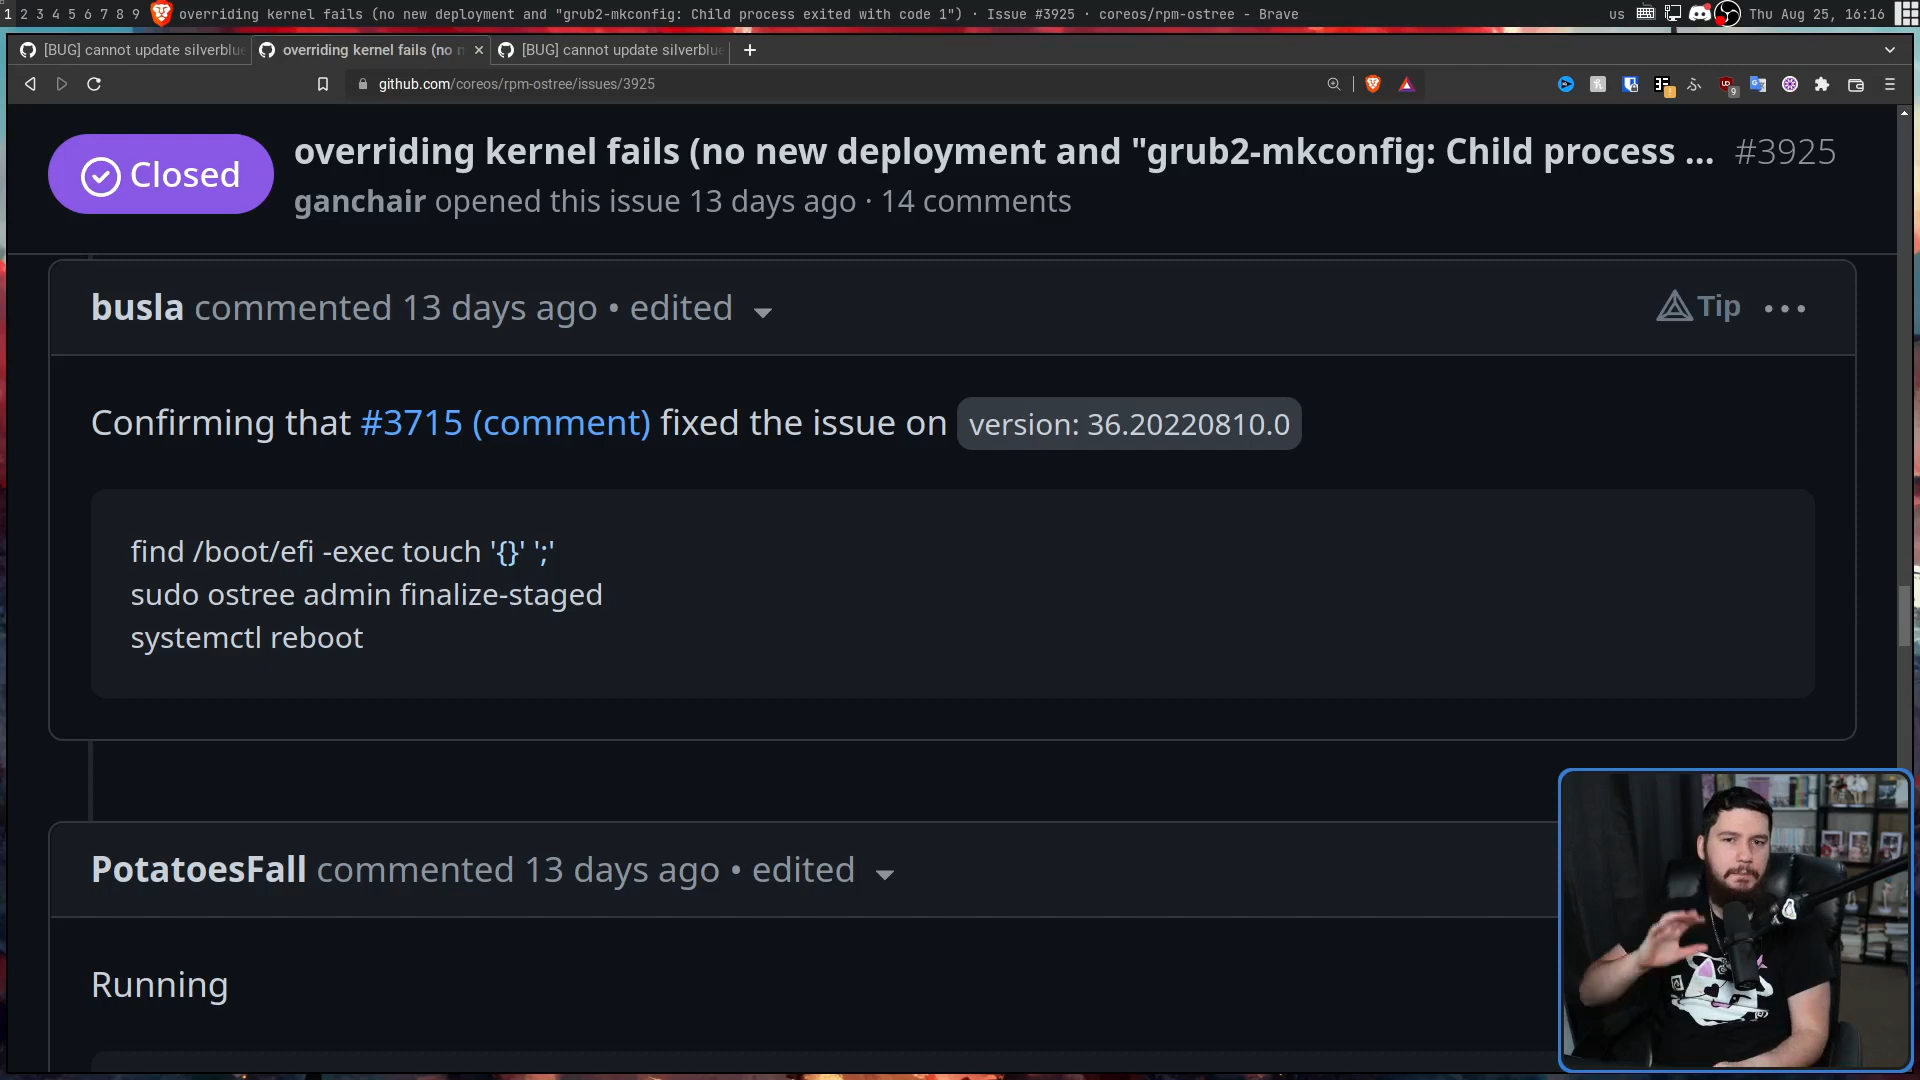 1 2 3 4 5 6 7 8 9 overriding kernel fails (no new deployment and "grub2-mkconfig: Child process exited with code 1") · Issue #3925 · coreos/rpm-ostree - Brave us Thu Aug 25, 16:16
[BUG] cannot update silverblue overriding kernel fails (no n [BUG] cannot update silverblue
github.com/coreos/rpm-ostree/issues/3925
Closed
overriding kernel fails (no new deployment and "grub2-mkconfig: Child process ... #3925
ganchair opened this issue 13 days ago · 14 comments
busla commented 13 days ago • edited
Tip
Confirming that #3715 (comment) fixed the issue on version: 36.20220810.0
find /boot/efi -exec touch '{}' ';'
sudo ostree admin finalize-staged
systemctl reboot
PotatoesFall commented 13 days ago • edited
Running